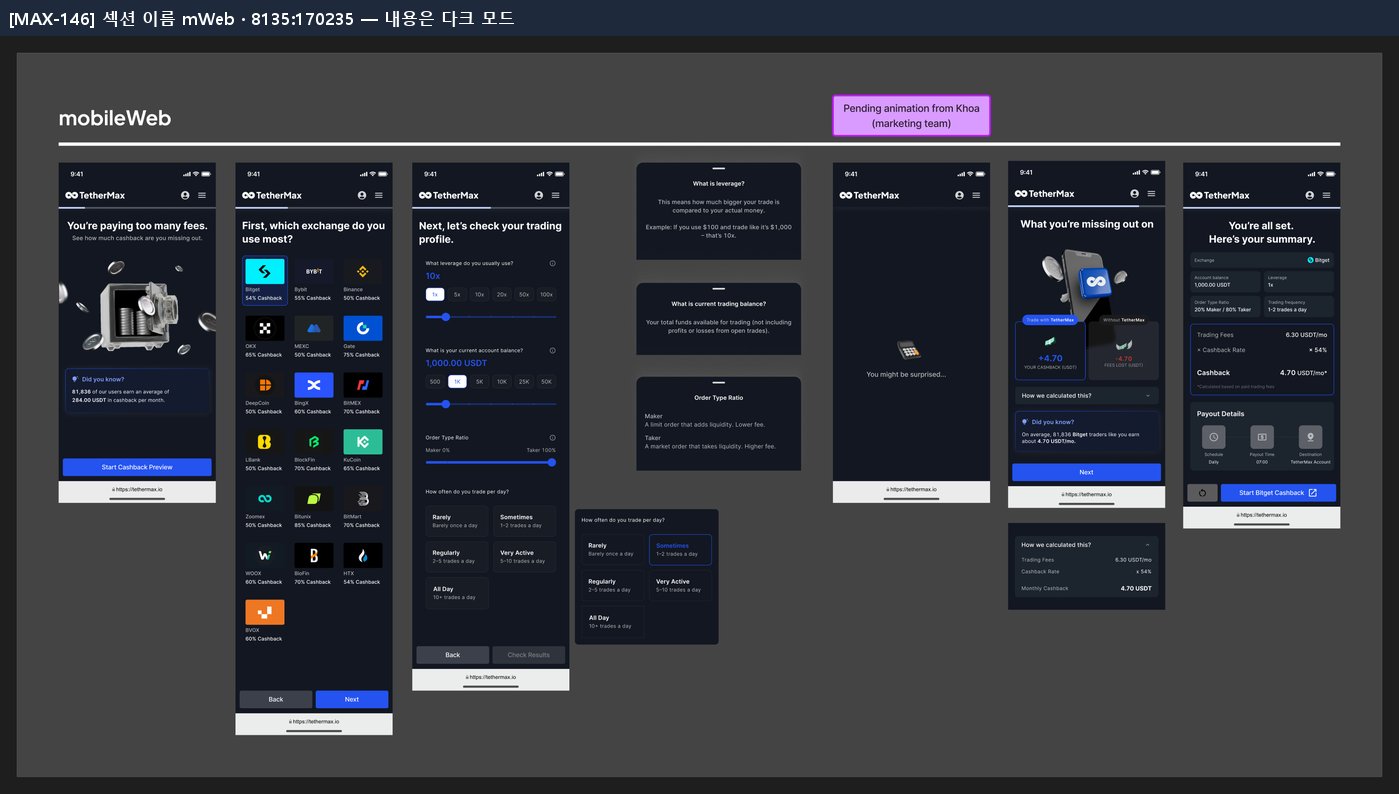 [MAX-146] 섹션 이름 mWeb · 8135:170235 — 내용은 다크 모드
mobileWeb
Pending animation from Khoa
(marketing team)
9:41
TetherMax
You're paying too many fees.
See how much cashback are you missing out.
Did you know?
81,836 of our users earn an average of
284.00 USDT in cashback per month.
Start Cashback Preview
https://tethermax.io
9:41
TetherMax
First, which exchange do you
use most?
BYBIT
Bitget
54% Cashback
Bybit
55% Cashback
Binance
50% Cashback
OKX
65% Cashback
MEXC
50% Cashback
Gate
75% Cashback
DeepCoin
50% Cashback
BingX
60% Cashback
BitMEX
70% Cashback
LBank
50% Cashback
BlockFin
70% Cashback
KuCoin
65% Cashback
Zoomex
50% Cashback
Bitunix
85% Cashback
BitMart
70% Cashback
WOOX
60% Cashback
BloFin
70% Cashback
HTX
54% Cashback
BVOX
60% Cashback
Back
Next
https://tethermax.io
9:41
TetherMax
Next, let's check your trading
profile.
What leverage do you usually use?
10x
1x 5x 10x 20x 50x 100x
What is your current account balance?
1,000.00 USDT
500 1K 5K 10K 25K 50K
Order Type Ratio
Maker 0% Taker 100%
How often do you trade per day?
Rarely
Barely once a day
Sometimes
1-2 trades a day
Regularly
2-5 trades a day
Very Active
5-10 trades a day
All Day
10+ trades a day
Back
Check Results
https://tethermax.io
How often do you trade per day?
Rarely
Barely once a day
Sometimes
1-2 trades a day
Regularly
2-5 trades a day
Very Active
5-10 trades a day
All Day
10+ trades a day
What is leverage?
This means how much bigger your trade is
compared to your actual money.
Example: If you use $100 and trade like it's $1,000
– that's 10x.
What is current trading balance?
Your total funds available for trading (not including
profits or losses from open trades).
Order Type Ratio
Maker
A limit order that adds liquidity. Lower fee.
Taker
A market order that takes liquidity. Higher fee.
9:41
TetherMax
You might be surprised...
https://tethermax.io
9:41
TetherMax
What you're missing out on
Trade with TetherMax
Without TetherMax
+4.70
YOUR CASHBACK (USDT)
-4.70
FEES LOST (USDT)
How we calculated this?
Did you know?
On average, 81,836 Bitget traders like you earn
about 4.70 USDT/mo.
Next
https://tethermax.io
How we calculated this?
Trading Fees 6.30 USDT/mo
Cashback Rate x 54%
Monthly Cashback 4.70 USDT
9:41
TetherMax
You're all set.
Here's your summary.
Exchange Bitget
Account balance
1,000.00 USDT
Leverage
1x
Order Type Ratio
20% Maker / 80% Taker
Trading frequency
1-2 trades a day
Trading Fees 6.30 USDT/mo
× Cashback Rate × 54%
Cashback 4.70 USDT/mo*
*Calculated based on paid trading fees
Payout Details
Schedule
Daily
Payout Time
07:00
Destination
TetherMax Account
Start Bitget Cashback
https://tethermax.io